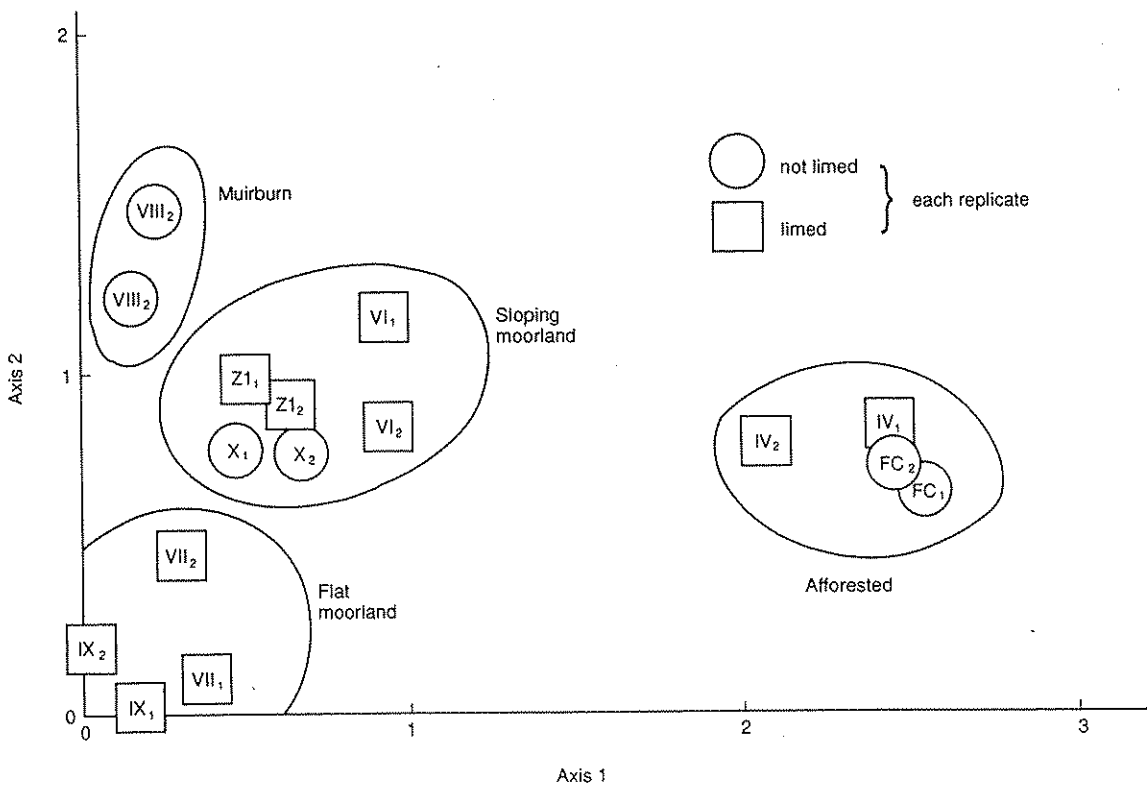 2
VIII₂
Muirburn
VIII₂
not limed
limed
each replicate
VI₁
Sloping
moorland
Z1₁
Z1₂
VI₂
X₁
X₂
1
Axis 2
IV₁
IV₂
FC₂
FC₁
Afforested
VII₂
Flat
moorland
IX₂
VII₁
IX₁
0
0
1
2
3
Axis 1